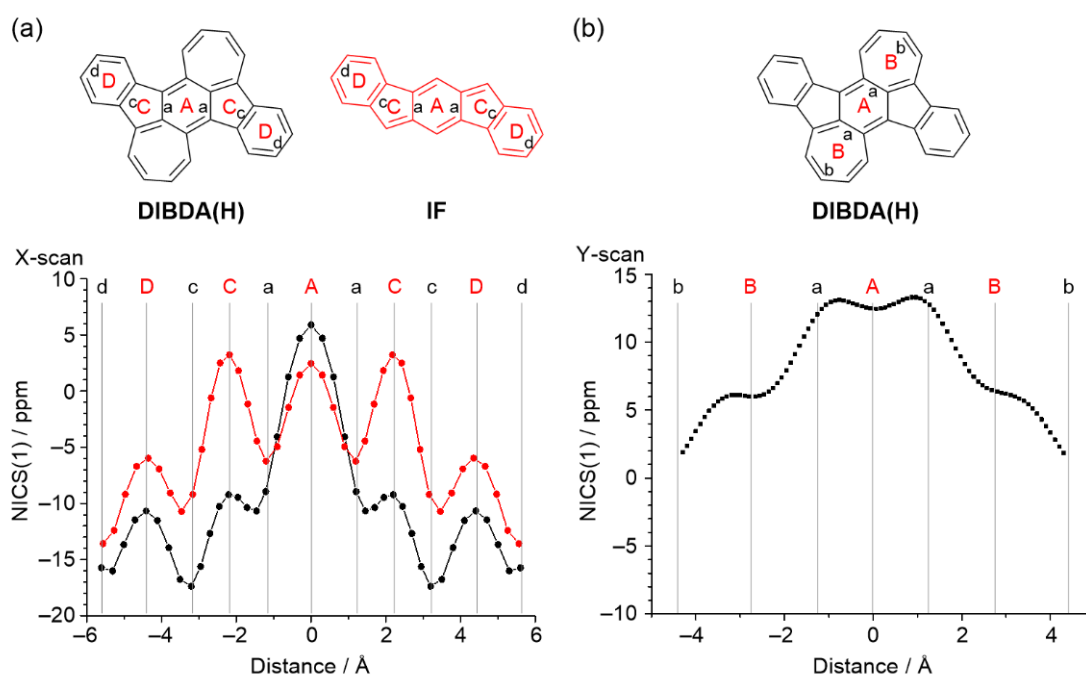 (a)
(b)
d D c C a A a C c D d
d D c C a A a C c D d
b B a A a B b
DIBDA(H)
IF
DIBDA(H)
X-scan
d D c C a A a C c D d
10
5
0
–5
–10
–15
–20
NICS(1) / ppm
–6 –4 –2 0 2 4 6
Distance / Å
Y-scan
b B a A a B b
15
10
5
0
–5
–10
NICS(1) / ppm
–4 –2 0 2 4
Distance / Å